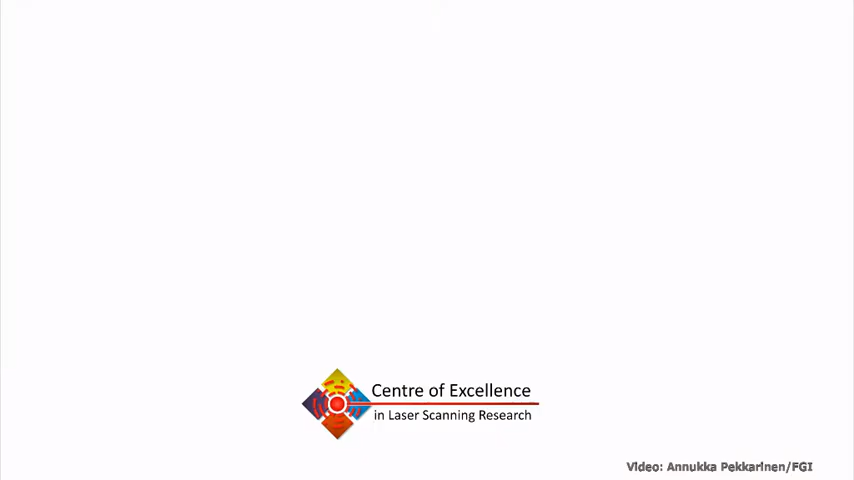 Centre of Excellence
in Laser Scanning Research
Video: Annukka Pekkarinen/FGI